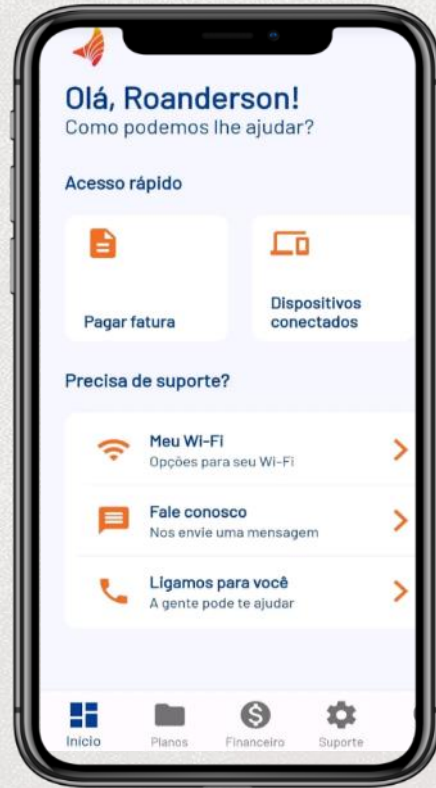 Olá, Roanderson!
Como podemos lhe ajudar?
Acesso rápido
Pagar fatura
Dispositivos
conectados
Precisa de suporte?
Meu Wi-Fi
Opções para seu Wi-Fi
Fale conosco
Nos envie uma mensagem
Ligamos para você
A gente pode te ajudar
Início
Planos
Financeiro
Suporte